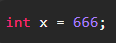 int x = 666;